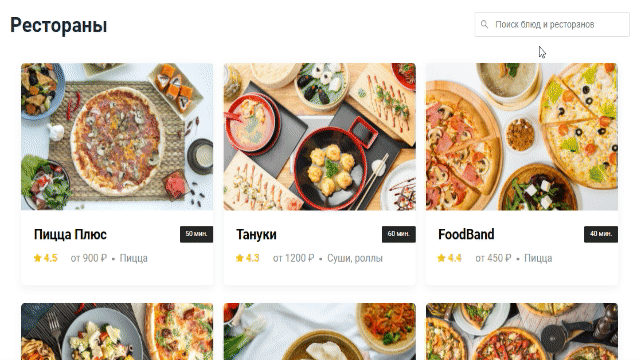 Рестораны
Поиск блюд и ресторанов
Пицца Плюс
50 мин.
4.5 от 900 ₽ • Пицца
Тануки
60 мин.
4.3 от 1200 ₽ • Суши, роллы
FoodBand
40 мин.
4.4 от 450 ₽ • Пицца